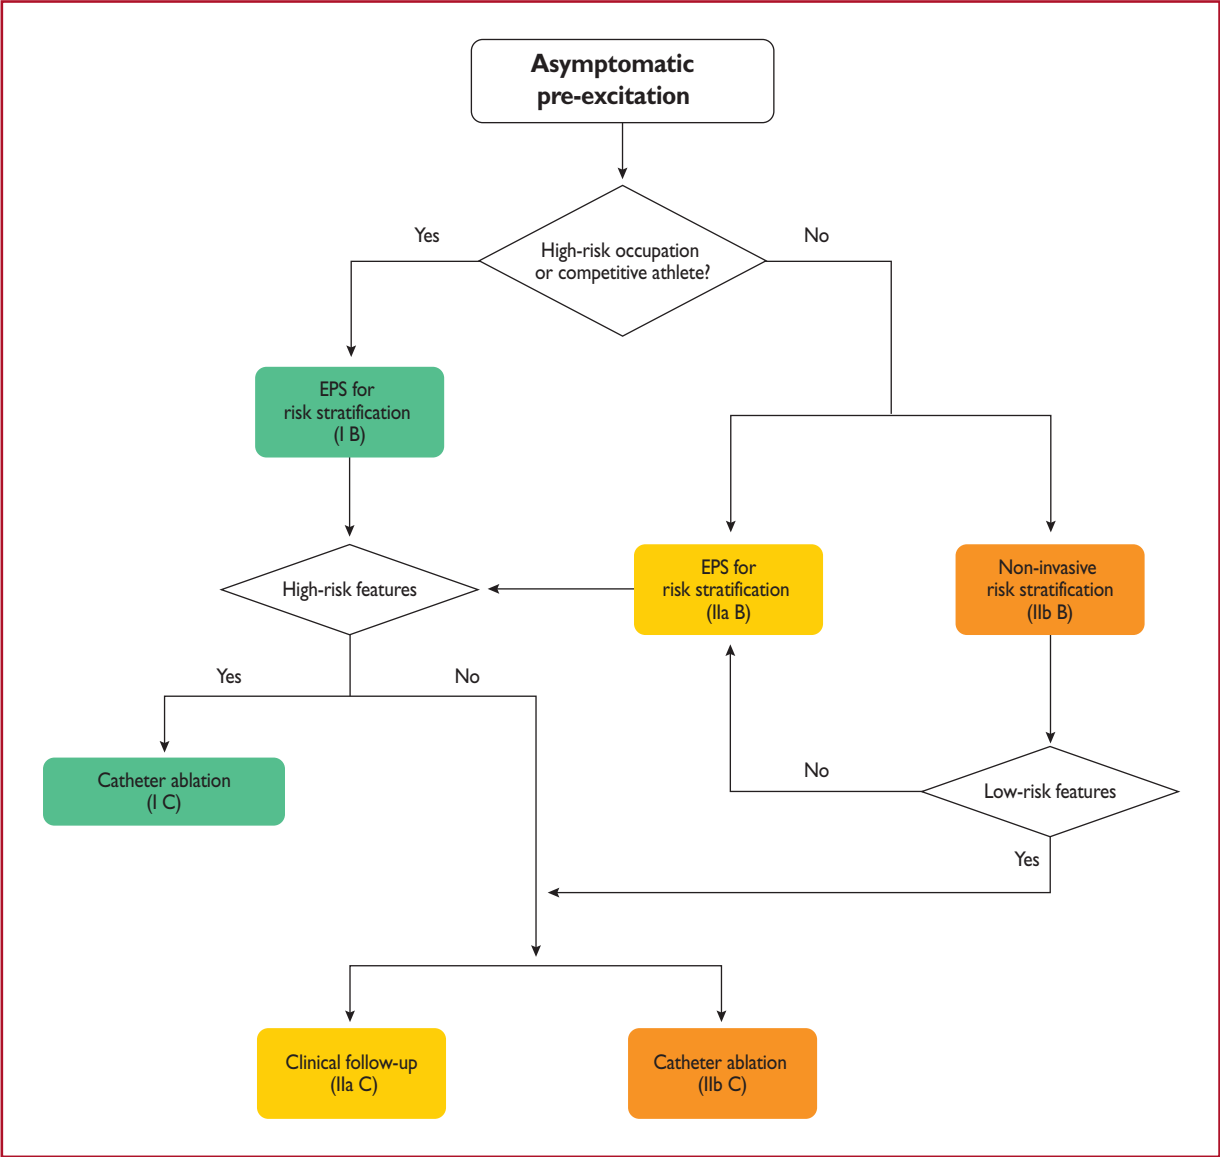 Asymptomatic
pre-excitation
Yes
High-risk occupation
or competitive athlete?
No
EPS for
risk stratification
(I B)
High-risk features
EPS for
risk stratification
(IIa B)
Non-invasive
risk stratification
(IIb B)
Yes
No
Catheter ablation
(I C)
No
Low-risk features
Yes
Clinical follow-up
(IIa C)
Catheter ablation
(IIb C)